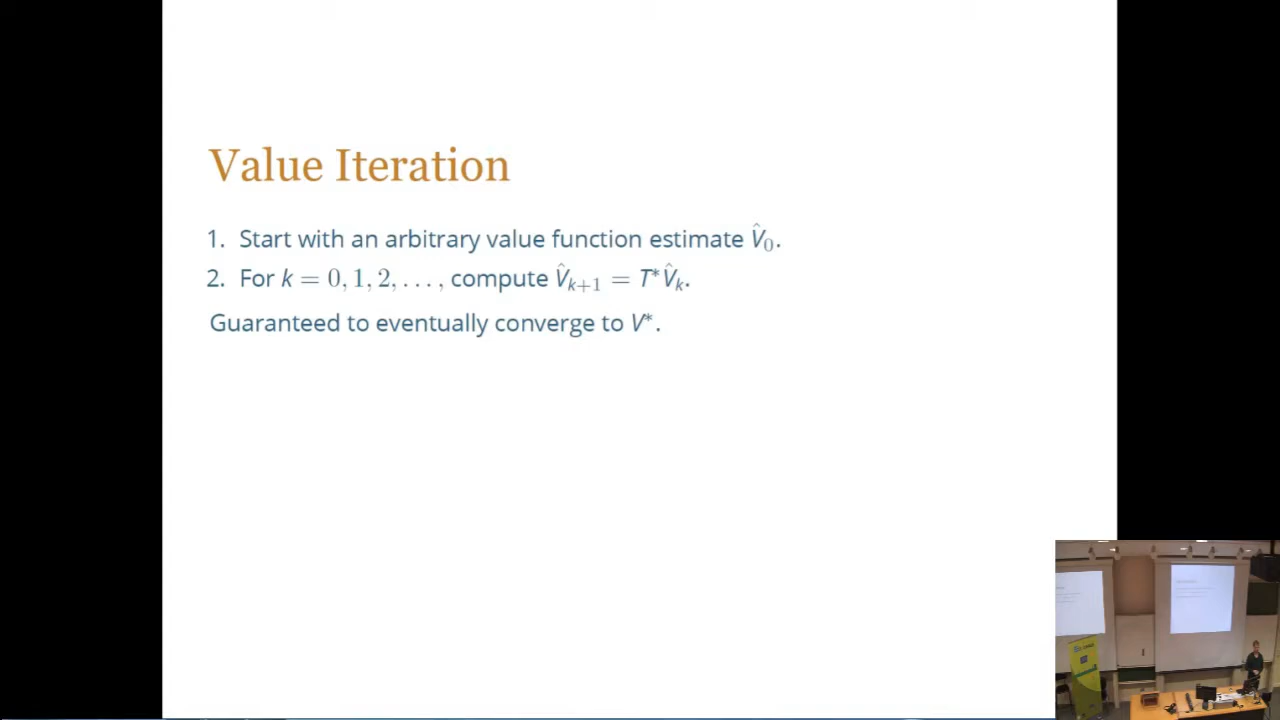 Value Iteration
1. Start with an arbitrary value function estimate V̂₀.
2. For k = 0, 1, 2, . . . , compute V̂ₖ₊₁ = T*V̂ₖ.
Guaranteed to eventually converge to V*.